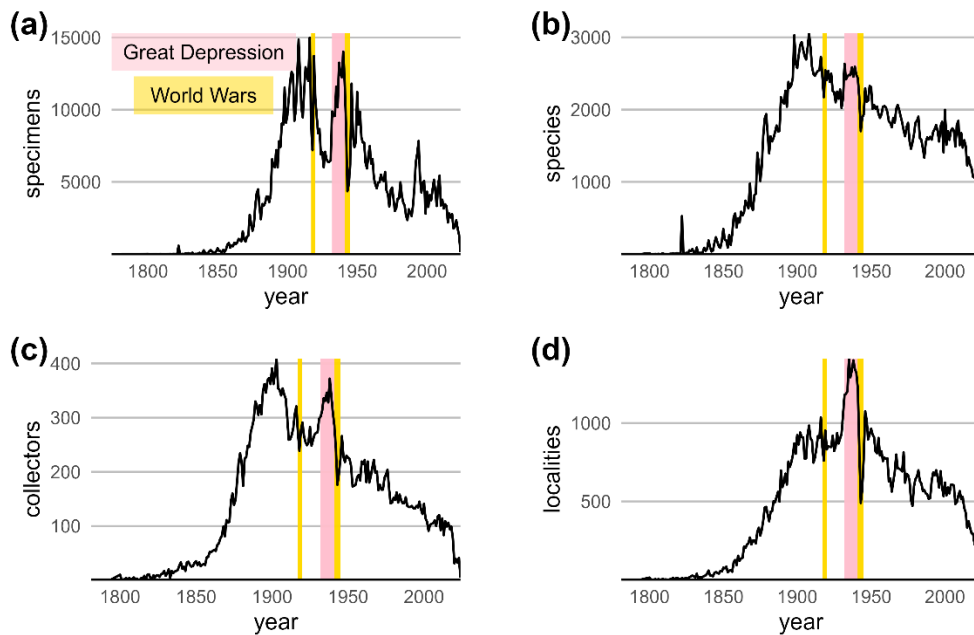 (a)
15000
10000
5000
specimens
Great Depression
World Wars
1800 1850 1900 1950 2000
year
(b)
3000
2000
1000
species
1800 1850 1900 1950 2000
year
(c)
400
300
200
100
collectors
1800 1850 1900 1950 2000
year
(d)
1000
500
localities
1800 1850 1900 1950 2000
year